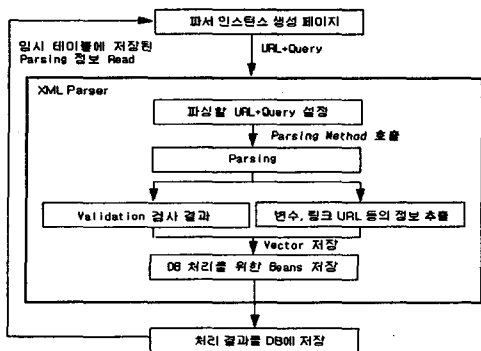 파서 인스턴스 생성 페이지
임시 테이블에 저장된
Parsing 정보 Read
URL+Query
XML Parser
파싱할 URL+Query 설정
Parsing Method 호출
Parsing
Validation 검사 결과
변수, 링크 URL 등의 정보 추출
Vector 저장
DB 처리를 위한 Beans 저장
처리 결과를 DB에 저장